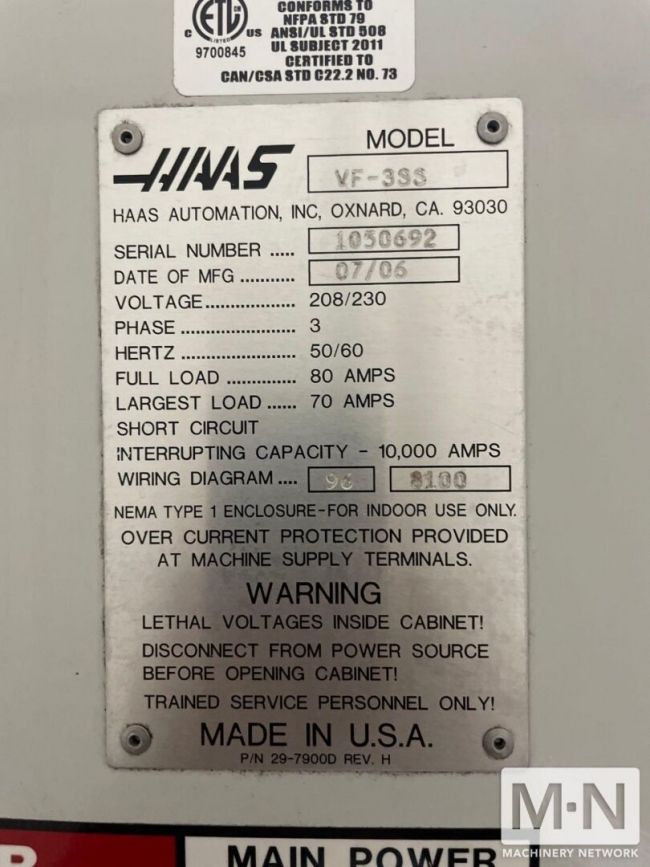 CONFORMS TO
NFPA STD 79
ANSI/UL STD 508
UL SUBJECT 2011
CERTIFIED TO
CAN/CSA STD C22.2 NO. 73
ETL
LISTED
C US
9700845
HAAS
MODEL
VF-3SS
HAAS AUTOMATION, INC, OXNARD, CA. 93030
SERIAL NUMBER ..... 1050692
DATE OF MFG ........... 07/06
VOLTAGE.................. 208/230
PHASE ....................... 3
HERTZ ....................... 50/60
FULL LOAD .............. 80 AMPS
LARGEST LOAD ...... 70 AMPS
SHORT CIRCUIT
INTERRUPTING CAPACITY - 10,000 AMPS
WIRING DIAGRAM .... 96 8100
NEMA TYPE 1 ENCLOSURE-FOR INDOOR USE ONLY.
OVER CURRENT PROTECTION PROVIDED
AT MACHINE SUPPLY TERMINALS.
WARNING
LETHAL VOLTAGES INSIDE CABINET!
DISCONNECT FROM POWER SOURCE
BEFORE OPENING CABINET!
TRAINED SERVICE PERSONNEL ONLY!
MADE IN U.S.A.
P/N 29-7900D REV. H
MAIN POWER
M·N
MACHINERY NETWORK